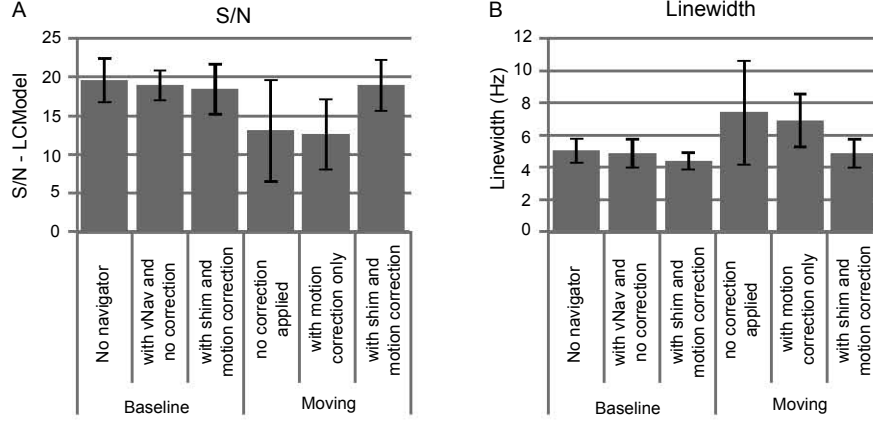 A
S/N
S/N - LCModel
25
20
15
10
5
0
No navigator
with vNav and
no correction
with shim and
motion correction
no correction
applied
with motion
correction only
with shim and
motion correction
Baseline
Moving
B
Linewidth
Linewidth (Hz)
12
10
8
6
4
2
0
No navigator
with vNav and
no correction
with shim and
motion correction
no correction
applied
with motion
correction only
with shim and
motion correction
Baseline
Moving